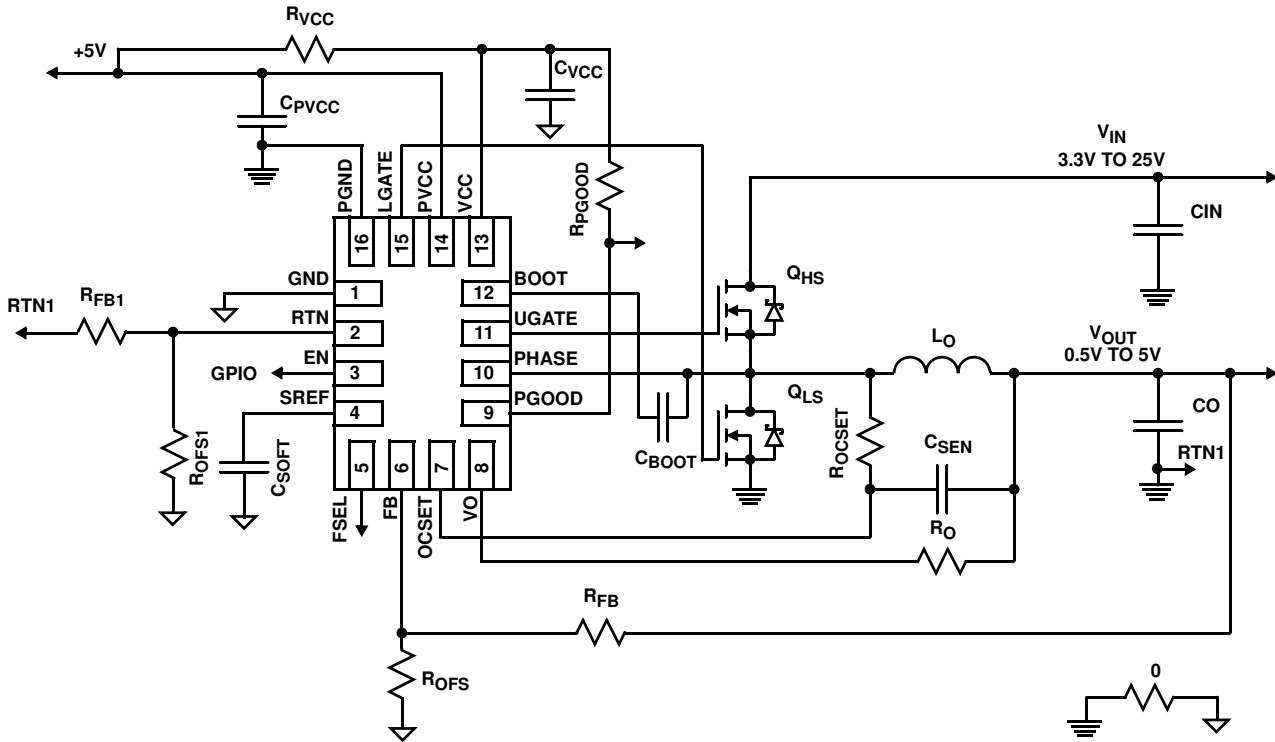 RVCC
+5V
CVCC
CPVCC
VIN
3.3V TO 25V
PGND
LGATE
PVCC
VCC
RPGOOD
CIN
16
15
14
13
QHS
GND
1
12
BOOT
RTN1
RFB1
RTN
2
11
UGATE
LO
VOUT
0.5V TO 5V
EN
GPIO
3
10
PHASE
QLS
SREF
4
9
PGOOD
CO
ROFS1
CSOFT
5
6
7
8
CBOOT
ROCSET
CSEN
RTN1
FSEL
FB
OCSET
VO
RO
RFB
ROFS
0